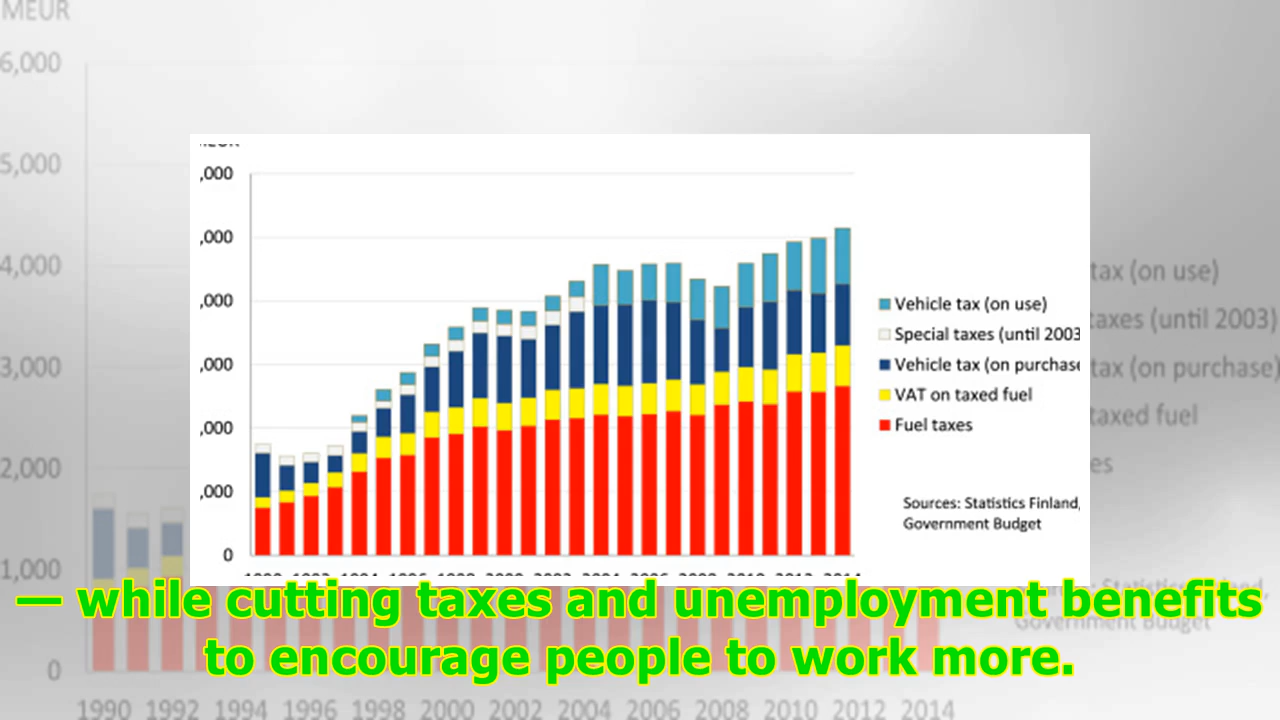 MEUR
6,000
5,000
4,000
3,000
2,000
1,000
0
,000
,000
,000
,000
,000
,000
0
Vehicle tax (on use)
Special taxes (until 2003
Vehicle tax (on purchase
VAT on taxed fuel
Fuel taxes
Sources: Statistics Finland,
Government Budget
tax (on use)
taxes (until 2003)
tax (on purchase)
taxed fuel
es
Government Budget
— while cutting taxes and unemployment benefits
to encourage people to work more.
1990 1992 1994 1996 1998 2000 2002 2004 2006 2008 2010 2012 2014